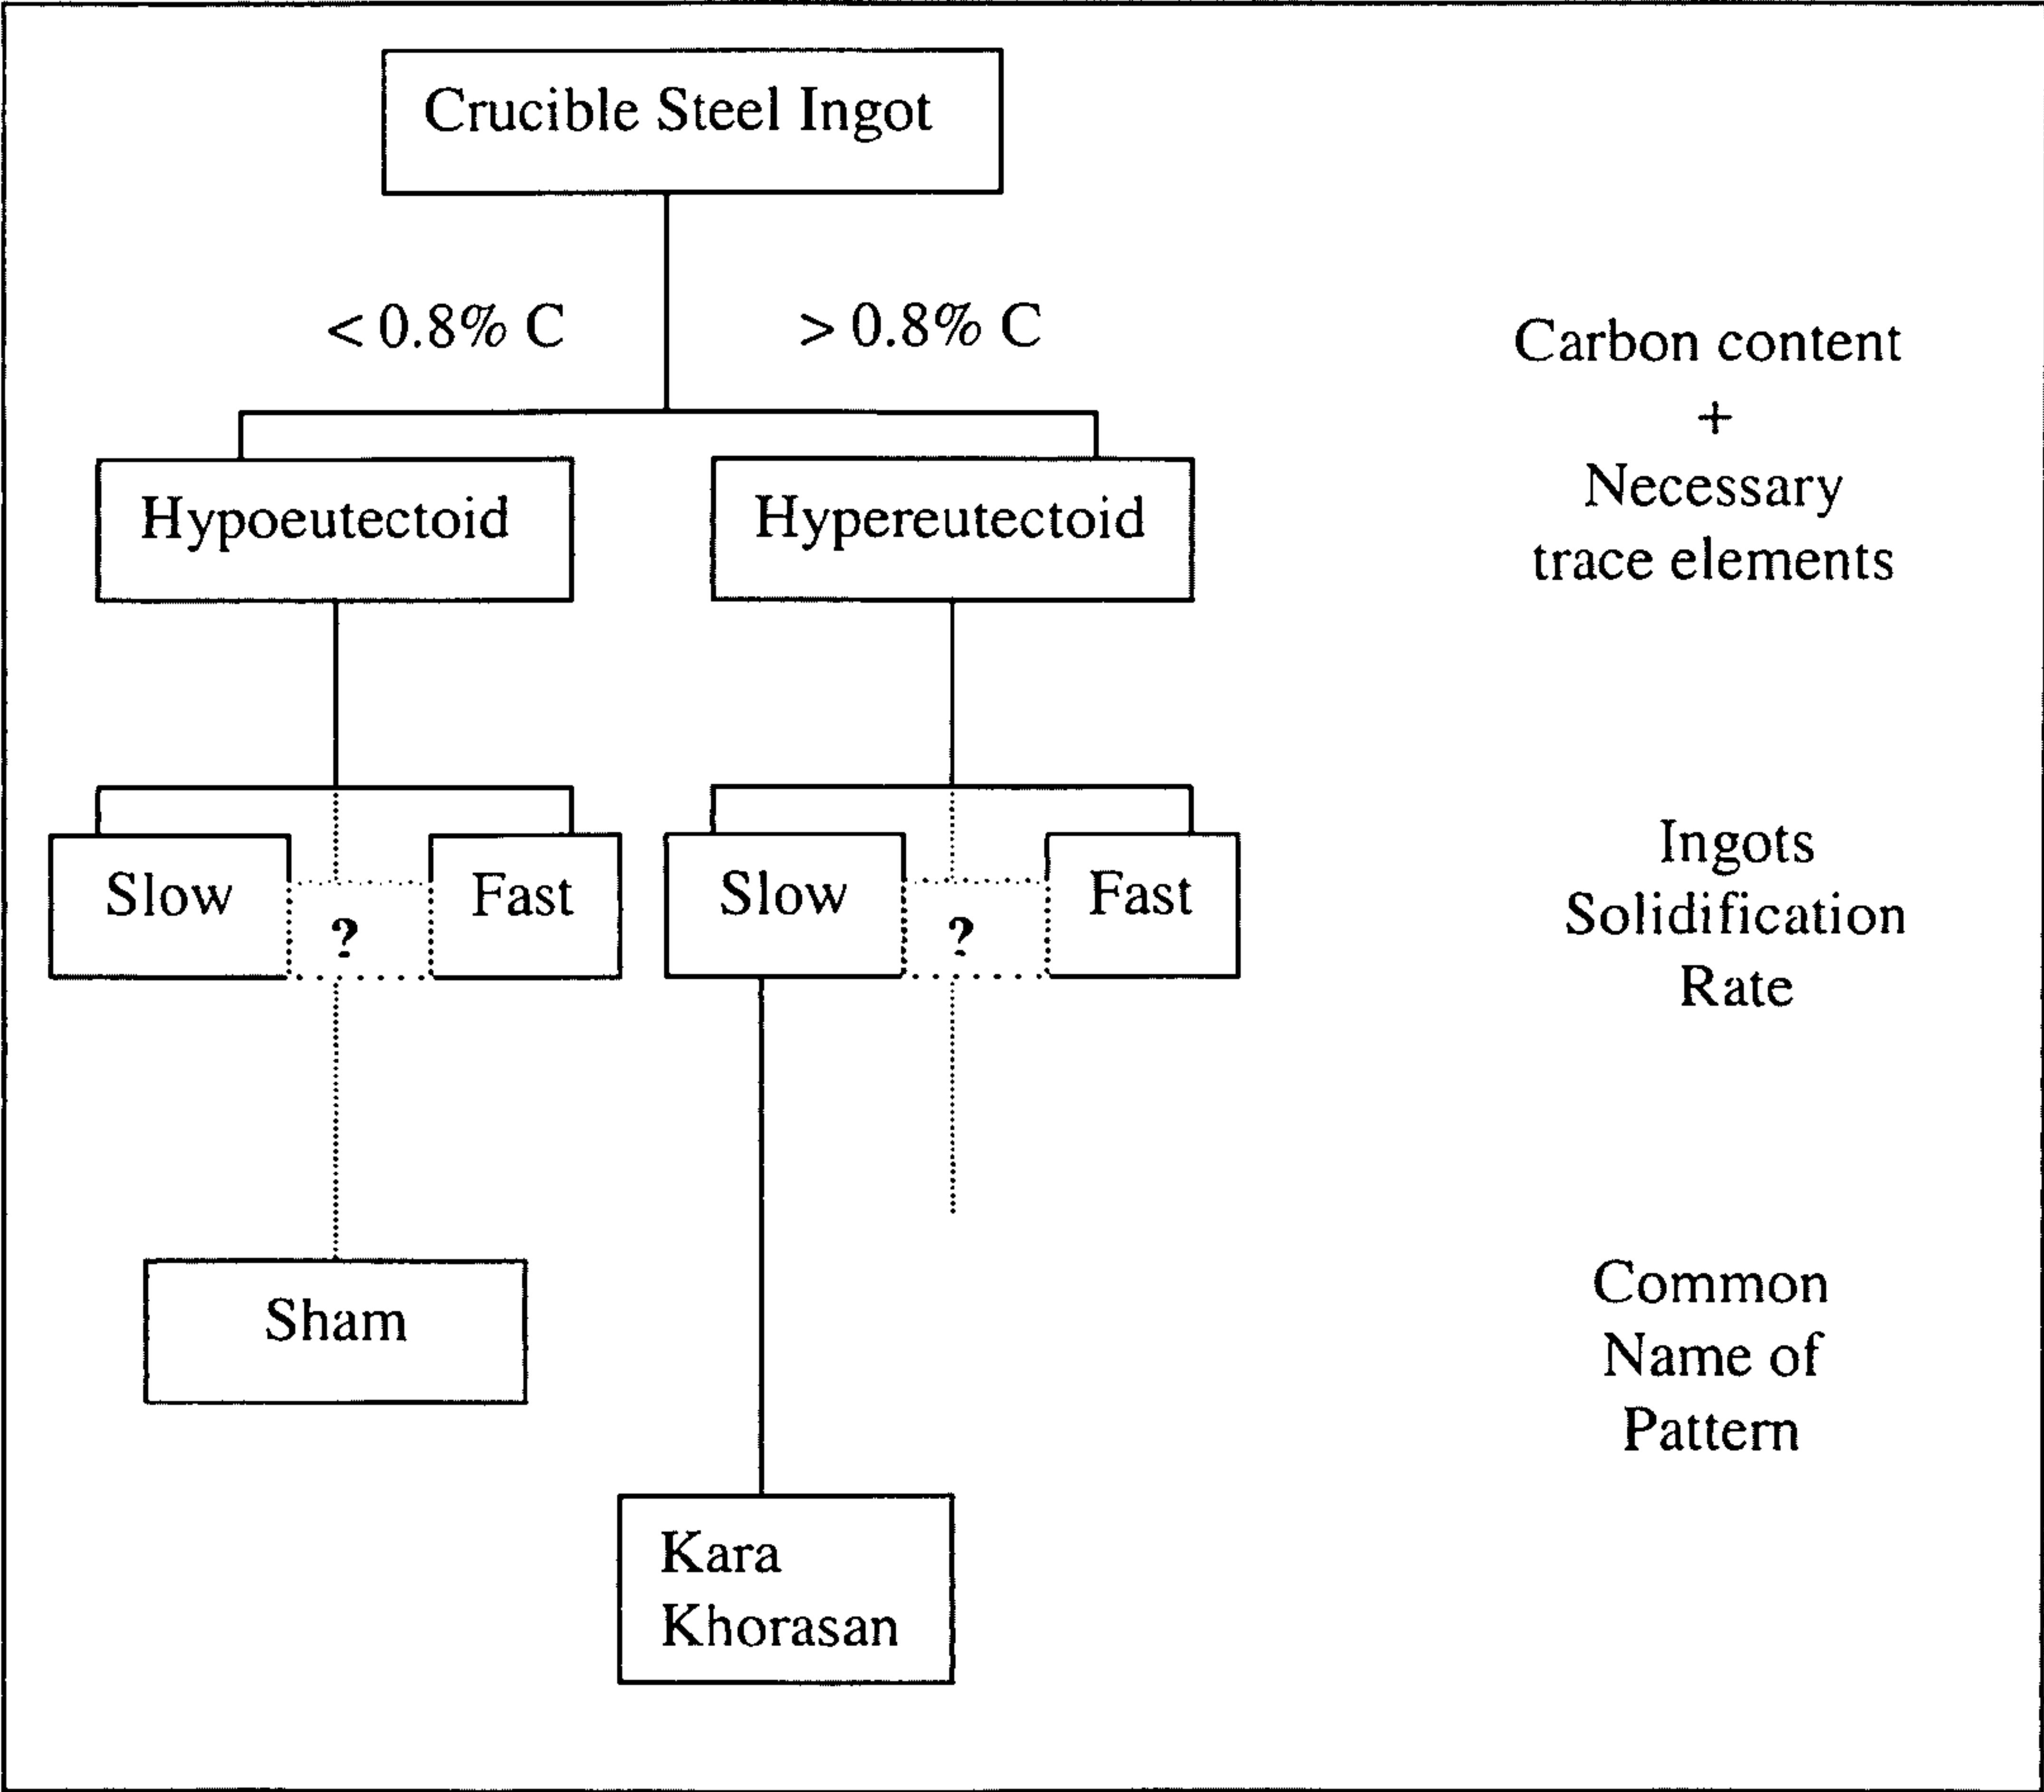 Crucible Steel Ingot
< 0.8% C
> 0.8% C
Carbon content
+
Necessary
trace elements
Hypoeutectoid
Hypereutectoid
Slow
?
Fast
Slow
?
Fast
Ingots
Solidification
Rate
Sham
Common
Name of
Pattern
Kara
Khorasan